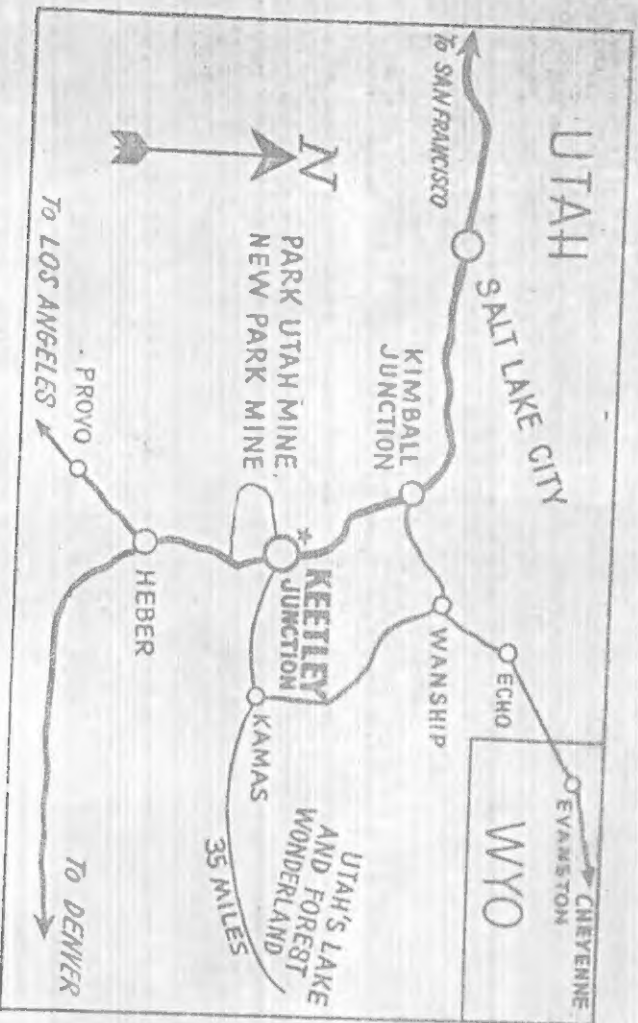 UTAH
To SAN FRANCISCO
SALT LAKE CITY
CHEYENNE
EVANSTON
WYO
ECHO
WANSHIP
KIMBALL
JUNCTION
N
PARK UTAH MINE,
NEW PARK MINE
*
KEETLEY
JUNCTION
KAMAS
UTAH'S LAKE
AND FOREST
WONDERLAND
35 MILES
HEBER
PROVO
To LOS ANGELES
To DENVER